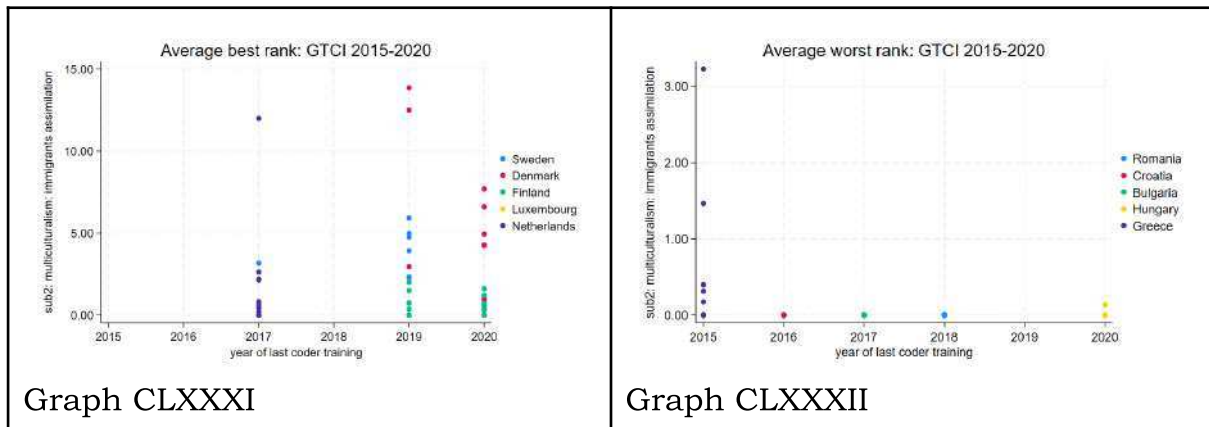 Average best rank: GTCI 2015-2020
sub2: multiculturalism: immigrants assimilation
15.00
10.00
5.00
0.00
2015 2016 2017 2018 2019 2020
year of last coder training
Sweden
Denmark
Finland
Luxembourg
Netherlands
Graph CLXXXI
Average worst rank: GTCI 2015-2020
sub2: multiculturalism: immigrants assimilation
3.00
2.00
1.00
0.00
2015 2016 2017 2018 2019 2020
year of last coder training
Romania
Croatia
Bulgaria
Hungary
Greece
Graph CLXXXII